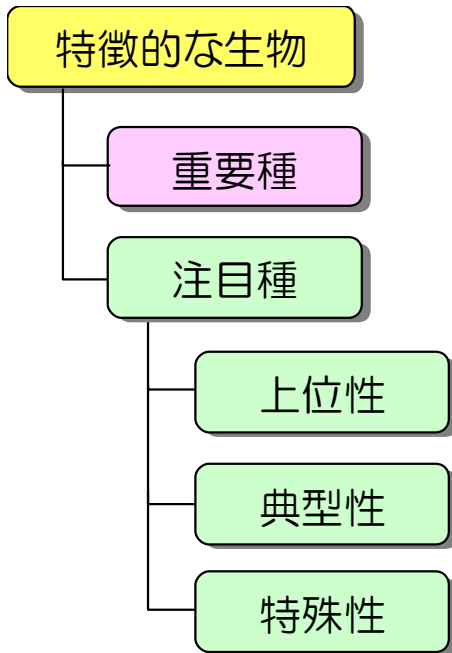 特徴的な生物
重要種
注目種
上位性
典型性
特殊性